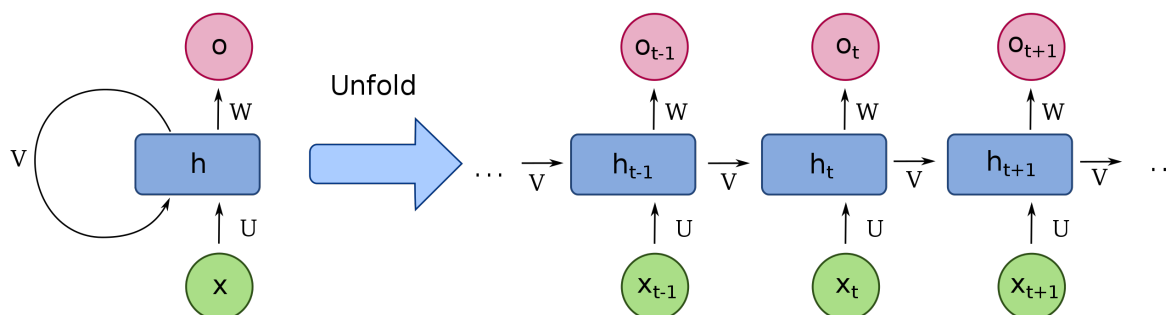 o
o_{t-1}
o_t
o_{t+1}
Unfold
W
W
W
W
V
h
...
V
h_{t-1}
V
h_t
V
h_{t+1}
V
..
U
U
U
U
x
x_{t-1}
x_t
x_{t+1}